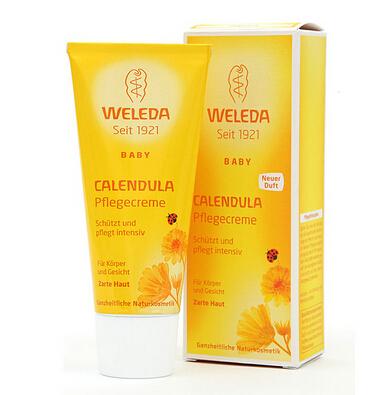 WELEDA
Seit 1921
BABY
CALENDULA
Pflegecreme
Schützt und
pflegt intensiv
Für Körper
und Gesicht
Zarte Haut
Ganzheitliche Naturkosmetik
WELEDA
Seit 1921
BABY
Neuer
Duft
CALENDULA
Pflegecreme
Schützt und
pflegt intensiv
Für Körper
und Gesicht
Zarte Haut
Ganzheitliche Naturkosmetik